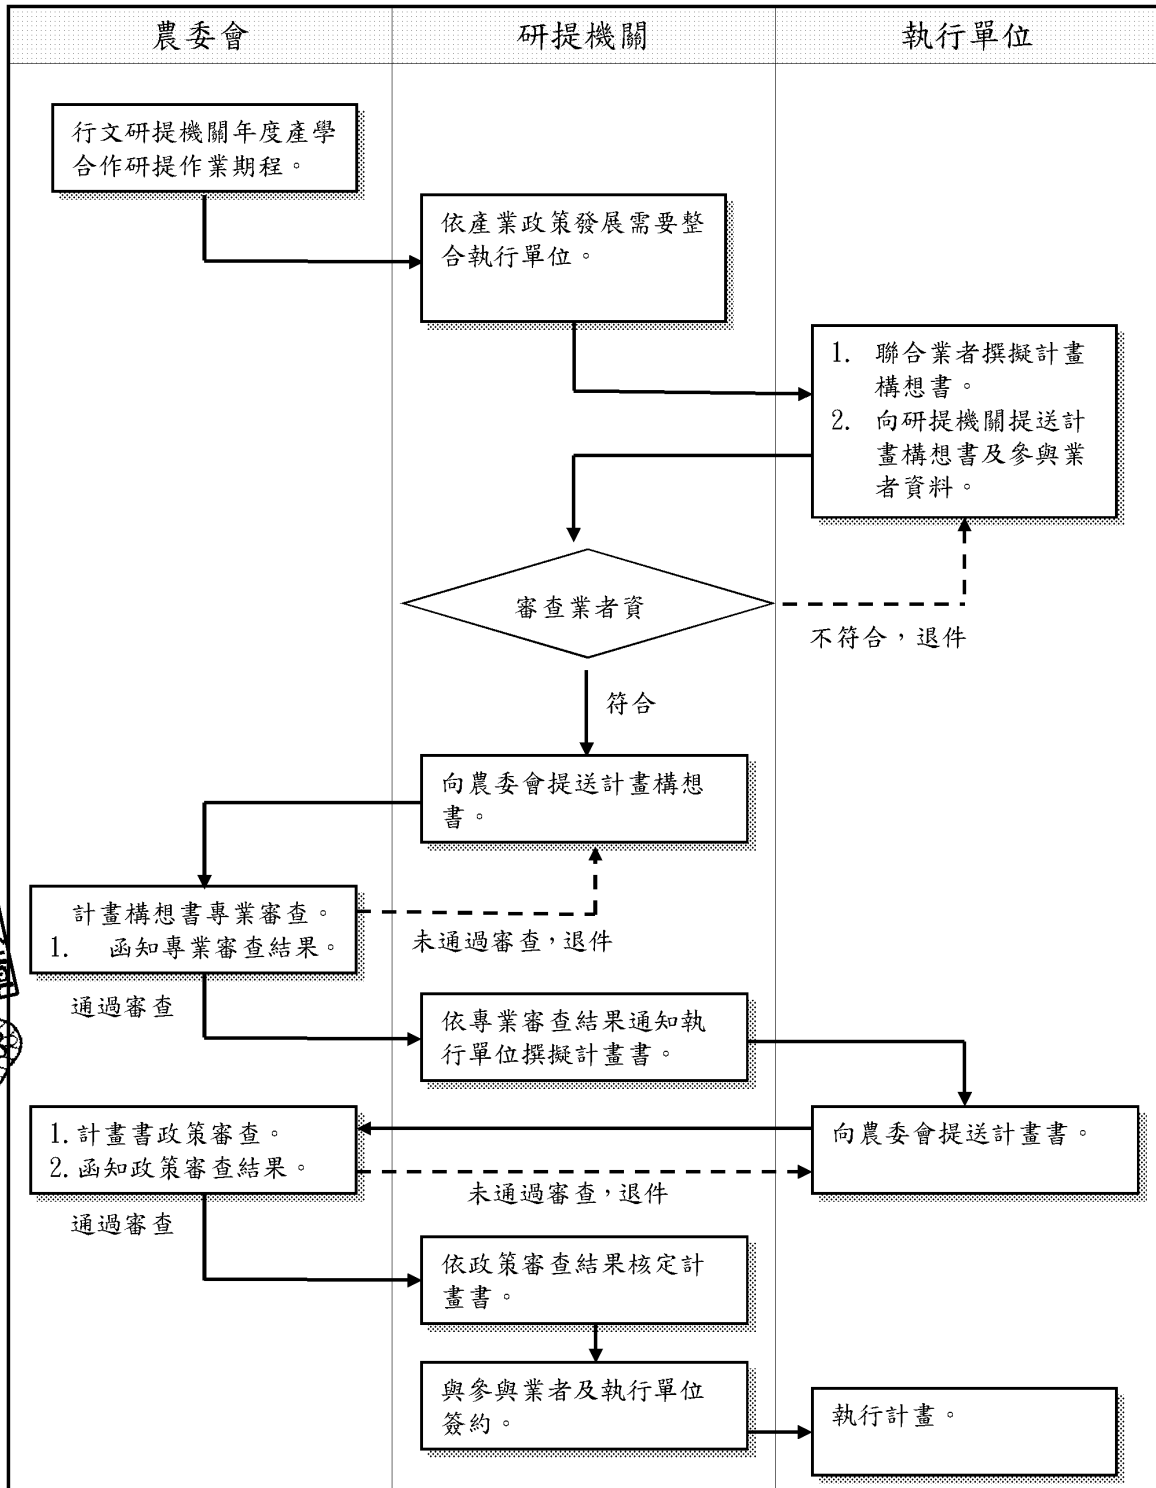 農委會
研提機關
執行單位
行文研提機關年度產學
合作研提作業期程。
依產業政策發展需要整
合執行單位。
1. 聯合業者撰擬計畫
構想書。
2. 向研提機關提送計
畫構想書及參與業
者資料。
審查業者資
不符合，退件
符合
向農委會提送計畫構想
書。
計畫構想書專業審查。
1. 函知專業審查結果。
未通過審查，退件
通過審查
依專業審查結果通知執
行單位撰擬計畫書。
1.計畫書政策審查。
2.函知政策審查結果。
向農委會提送計畫書。
未通過審查，退件
通過審查
依政策審查結果核定計
畫書。
與參與業者及執行單位
簽約。
執行計畫。